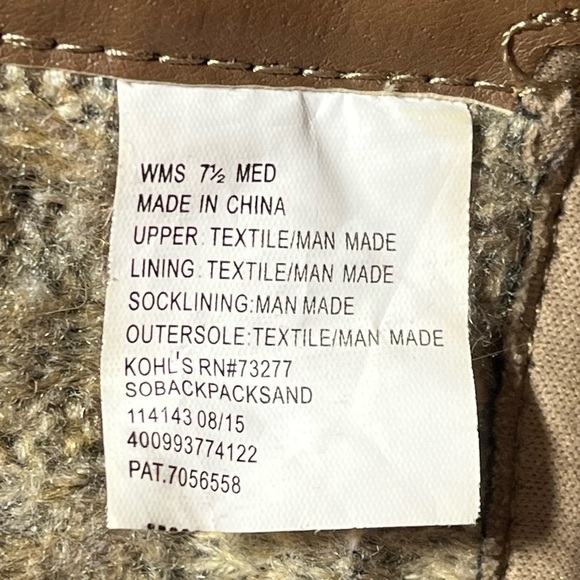 WMS 7½ MED
MADE IN CHINA
UPPER: TEXTILE/MAN MADE
LINING: TEXTILE/MAN MADE
SOCKLINING:MAN MADE
OUTERSOLE:TEXTILE/MAN MADE
KOHL'S RN#73277
SOBACKPACKSAND
114143 08/15
400993774122
PAT.7056558